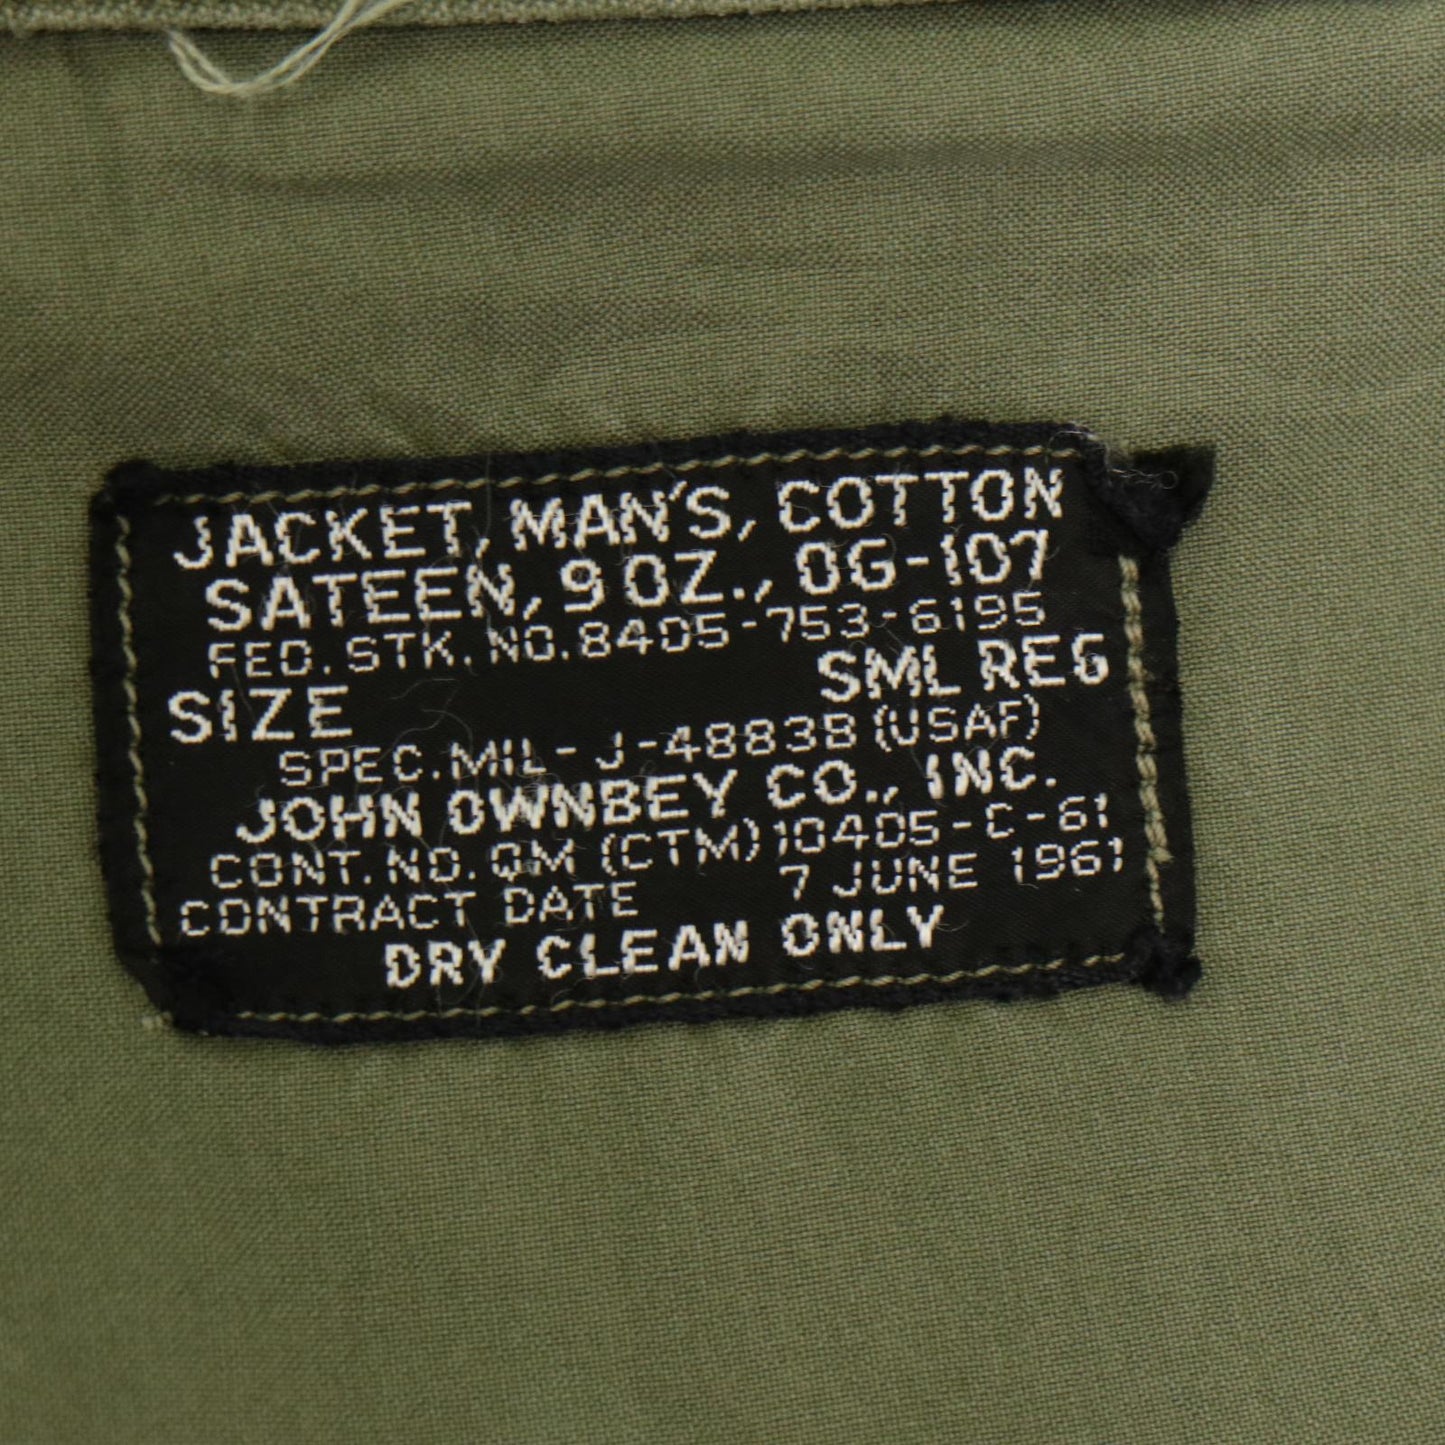 JACKET, MAN'S, COTTON
SATEEN, 9 OZ., OG-107
FED. STK. NO. 8405-753-6195
SIZE SML REG
SPEC. MIL-J-4883B (USAF)
JOHN OWNBEY CO., INC.
CONT. NO. QM (CTM) 10405-C-61
CONTRACT DATE 7 JUNE 1961
DRY CLEAN ONLY